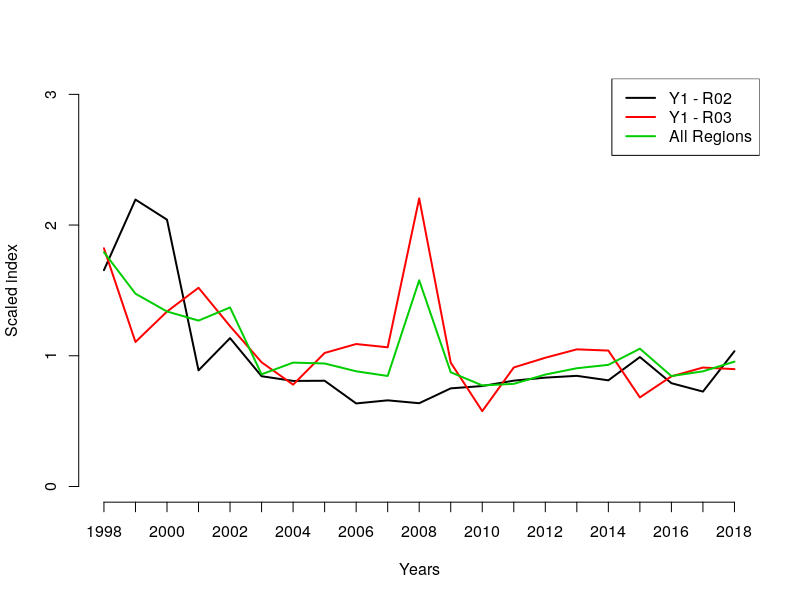 Y1 - R02
Y1 - R03
All Regions
Scaled Index
3
2
1
0
1998 2000 2002 2004 2006 2008 2010 2012 2014 2016 2018
Years